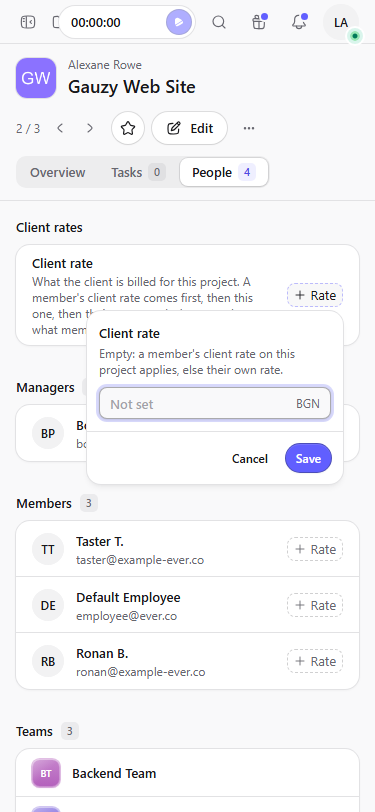 00:00:00
LA
GW
Alexane Rowe
Gauzy Web Site
2 / 3
Edit
Overview
Tasks 0
People 4
Client rates
Client rate
What the client is billed for this project. A
member's client rate comes first, then this
one, then
what mem
+ Rate
Client rate
Empty: a member's client rate on this
project applies, else their own rate.
Not set
BGN
Cancel
Save
Managers
BP
Members 3
TT
Taster T.
taster@example-ever.co
+ Rate
DE
Default Employee
employee@ever.co
+ Rate
RB
Ronan B.
ronan@example-ever.co
+ Rate
Teams 3
BT
Backend Team